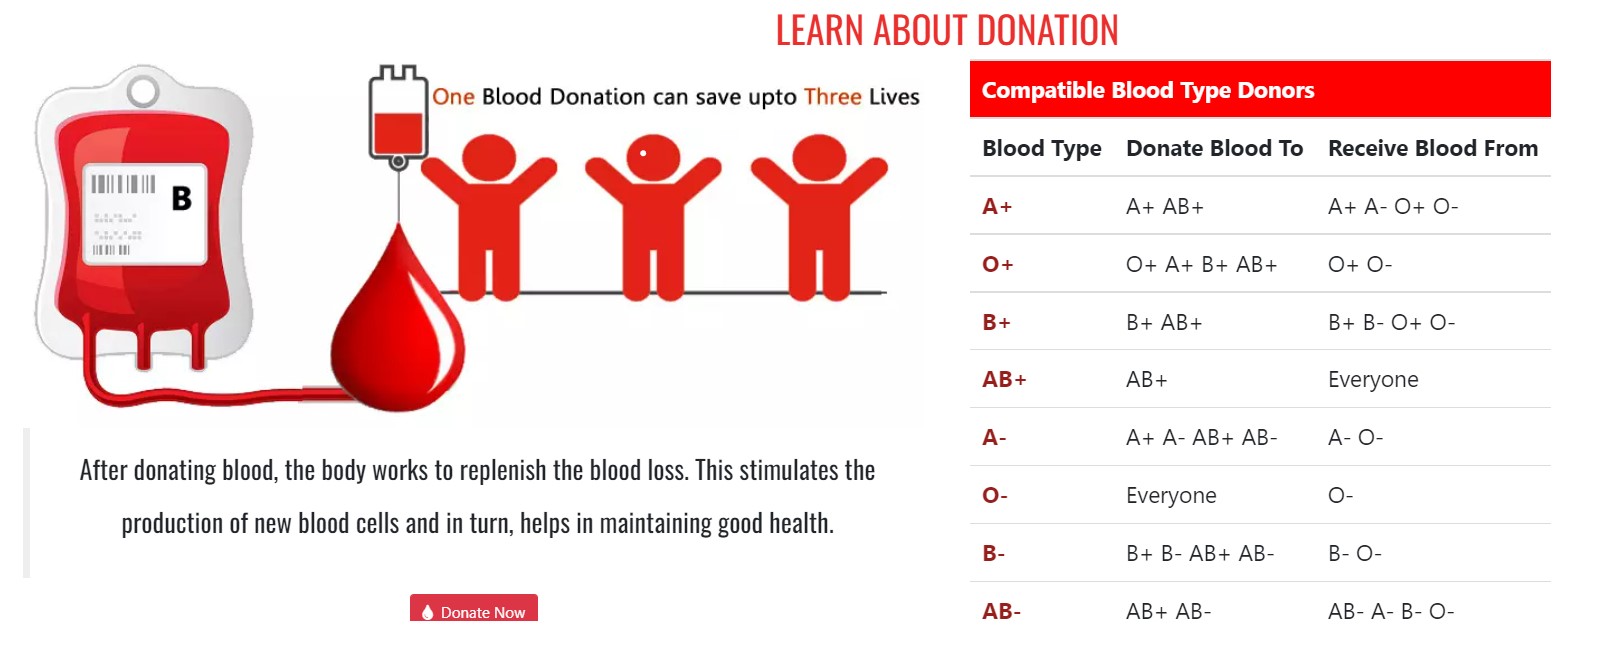 LEARN ABOUT DONATION
One Blood Donation can save upto Three Lives
B
After donating blood, the body works to replenish the blood loss. This stimulates the
production of new blood cells and in turn, helps in maintaining good health.
Donate Now
Compatible Blood Type Donors
Blood Type Donate Blood To Receive Blood From
A+ A+ AB+ A+ A- O+ O-
O+ O+ A+ B+ AB+ O+ O-
B+ B+ AB+ B+ B- O+ O-
AB+ AB+ Everyone
A- A+ A- AB+ AB- A- O-
O- Everyone O-
B- B+ B- AB+ AB- B- O-
AB- AB+ AB- AB- A- B- O-